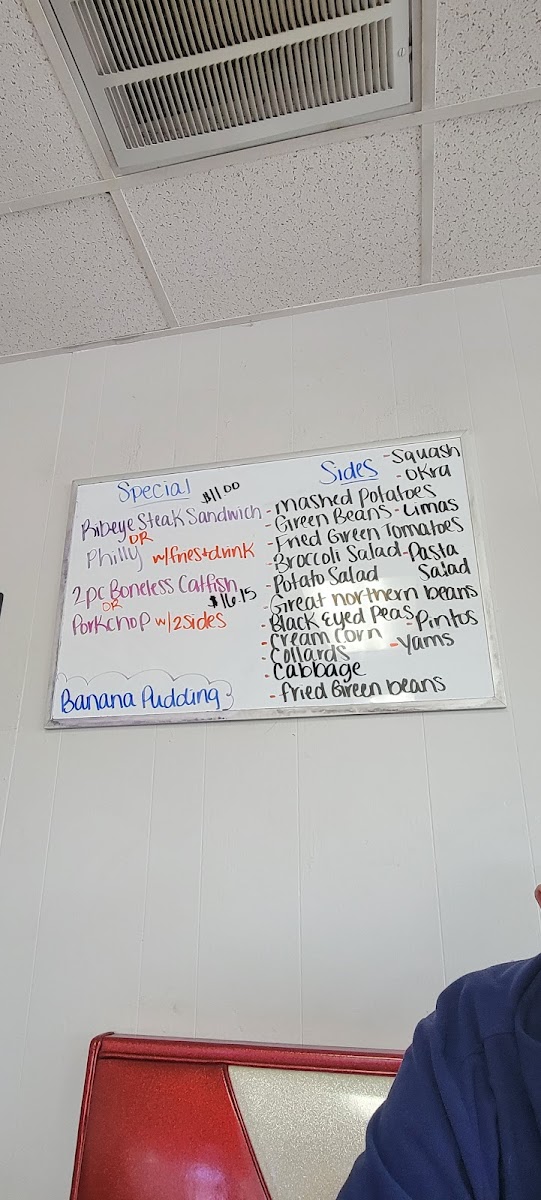 Special $11.00
Ribeye Steak Sandwich
OR
Philly w/fries+drink
2pc Boneless Catfish
OR $16.15
Porkchop w/2sides
Banana Pudding
Sides
-Squash
-Okra
-Mashed Potatoes
-Green Beans -Limas
-Fried Green Tomatoes
-Broccoli Salad -Pasta Salad
-Potato Salad
-Great northern beans
-Black Eyed Peas -Pintos
-Cream Corn -Yams
-Collards
-Cabbage
-Fried Green beans